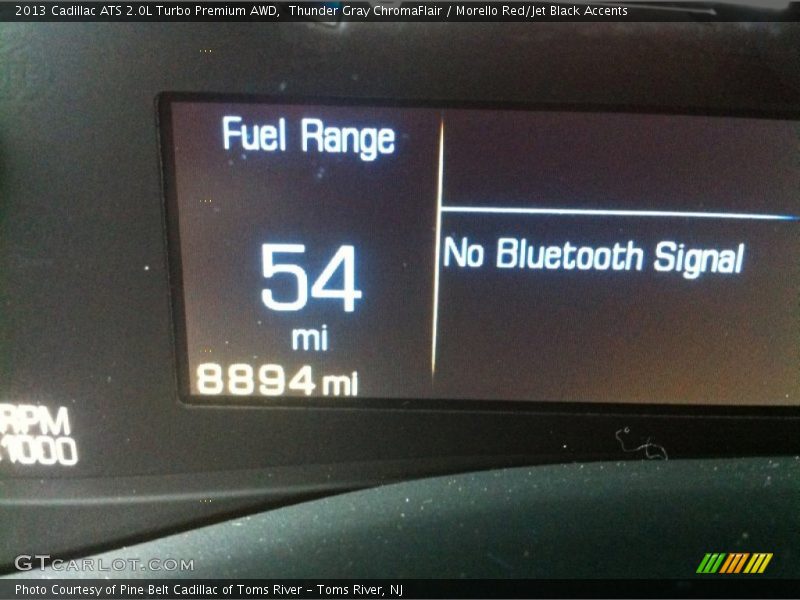 2013 Cadillac ATS 2.0L Turbo Premium AWD, Thunder Gray ChromaFlair / Morello Red/Jet Black Accents
Fuel Range
54
mi
8894 mi
No Bluetooth Signal
RPM
1000
GTCARLOT.COM
Photo Courtesy of Pine Belt Cadillac of Toms River – Toms River, NJ